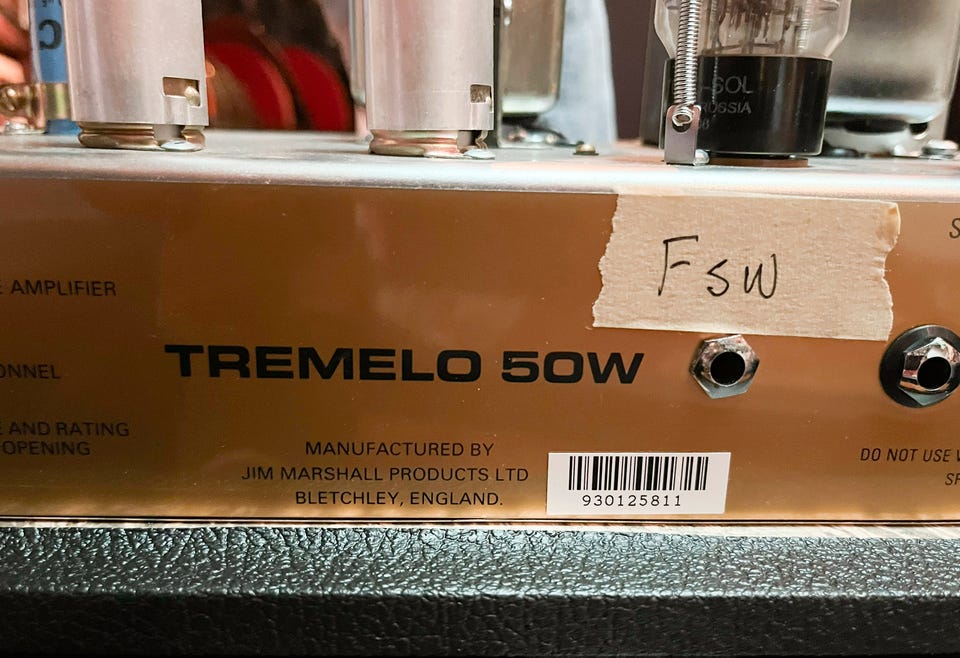 -SOL
RUSSIA
FSW
E AMPLIFIER
TREMELO 50W
ONNEL
E AND RATING
OPENING
MANUFACTURED BY
JIM MARSHALL PRODUCTS LTD
BLETCHLEY, ENGLAND.
930125811
DO NOT USE